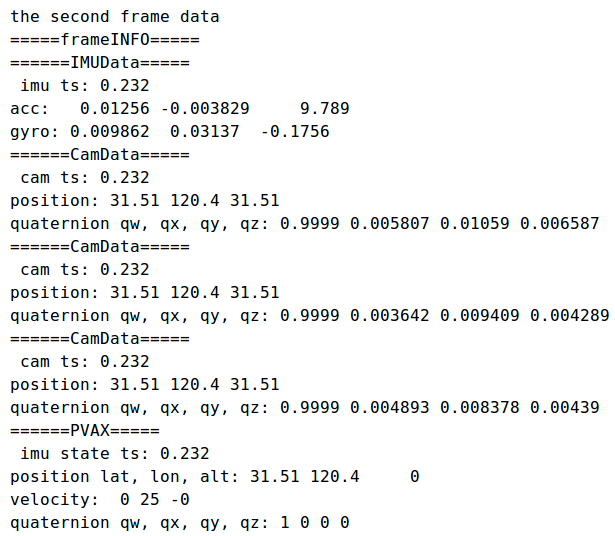 the second frame data
=====frameINFO=====
======IMUData=====
 imu ts: 0.232
acc:   0.01256 -0.003829     9.789
gyro: 0.009862  0.03137  -0.1756
======CamData=====
 cam ts: 0.232
position: 31.51 120.4 31.51
quaternion qw, qx, qy, qz: 0.9999 0.005807 0.01059 0.006587
======CamData=====
 cam ts: 0.232
position: 31.51 120.4 31.51
quaternion qw, qx, qy, qz: 0.9999 0.003642 0.009409 0.004289
======CamData=====
 cam ts: 0.232
position: 31.51 120.4 31.51
quaternion qw, qx, qy, qz: 0.9999 0.004893 0.008378 0.00439
======PVAX=====
 imu state ts: 0.232
position lat, lon, alt: 31.51 120.4     0
velocity:  0 25 -0
quaternion qw, qx, qy, qz: 1 0 0 0